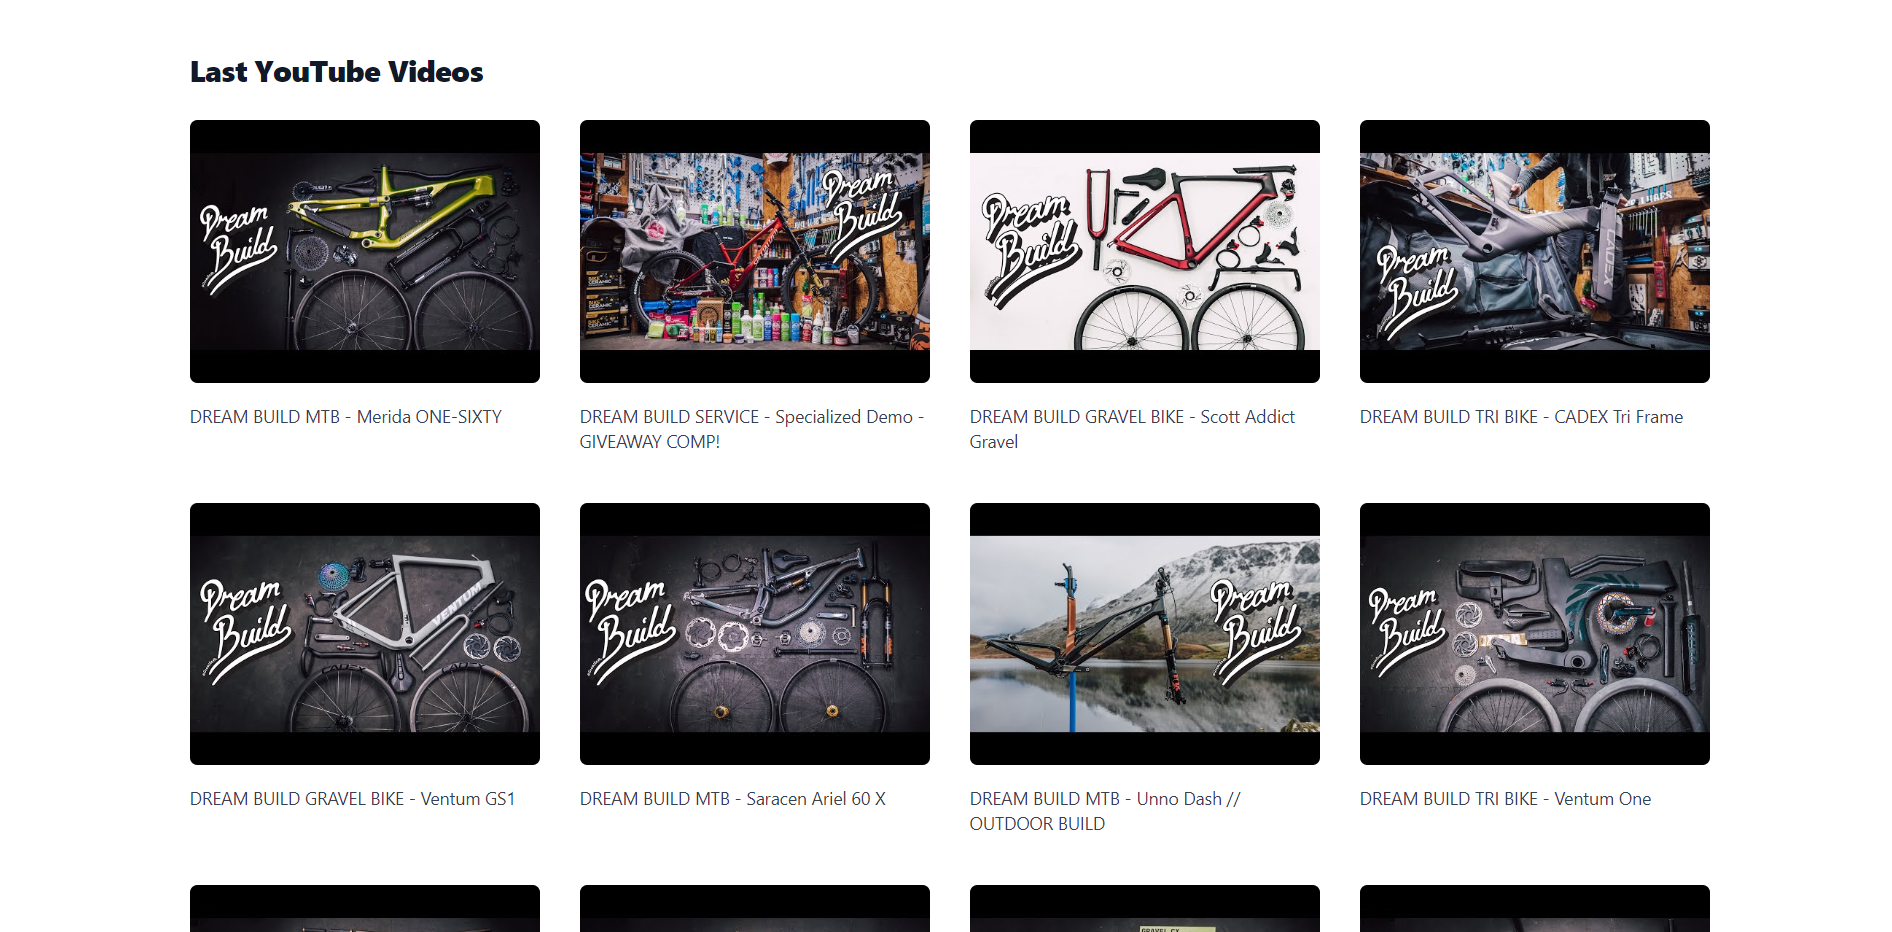 Last YouTube Videos
Dream
Build
Dream
Build
Dream
Build
CADEX
Dream
Build
DREAM BUILD MTB - Merida ONE-SIXTY
DREAM BUILD SERVICE - Specialized Demo -
GIVEAWAY COMP!
DREAM BUILD GRAVEL BIKE - Scott Addict
Gravel
DREAM BUILD TRI BIKE - CADEX Tri Frame
Dream
Build
VENTUM
Dream
Build
Dream
Build
Dream
Build
DREAM BUILD GRAVEL BIKE - Ventum GS1
DREAM BUILD MTB - Saracen Ariel 60 X
DREAM BUILD MTB - Unno Dash //
OUTDOOR BUILD
DREAM BUILD TRI BIKE - Ventum One